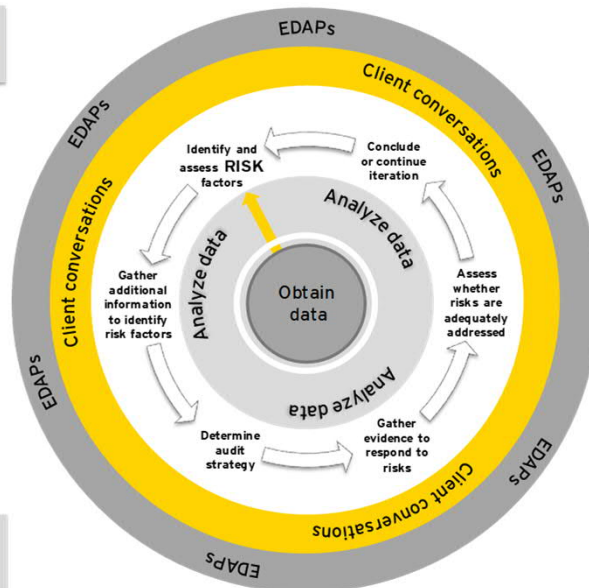 EDAPs
EDAPs
EDAPs
EDAPs
EDAPs
EDAPs
Client conversations
Client conversations
Client conversations
Identify and
assess RISK
factors
Gather
additional
information
to identify
risk factors
Determine
audit
strategy
Gather
evidence to
respond to
risks
Assess
whether
risks are
adequately
addressed
Conclude
or continue
iteration
Analyze data
Analyze data
Analyze data
Obtain
data